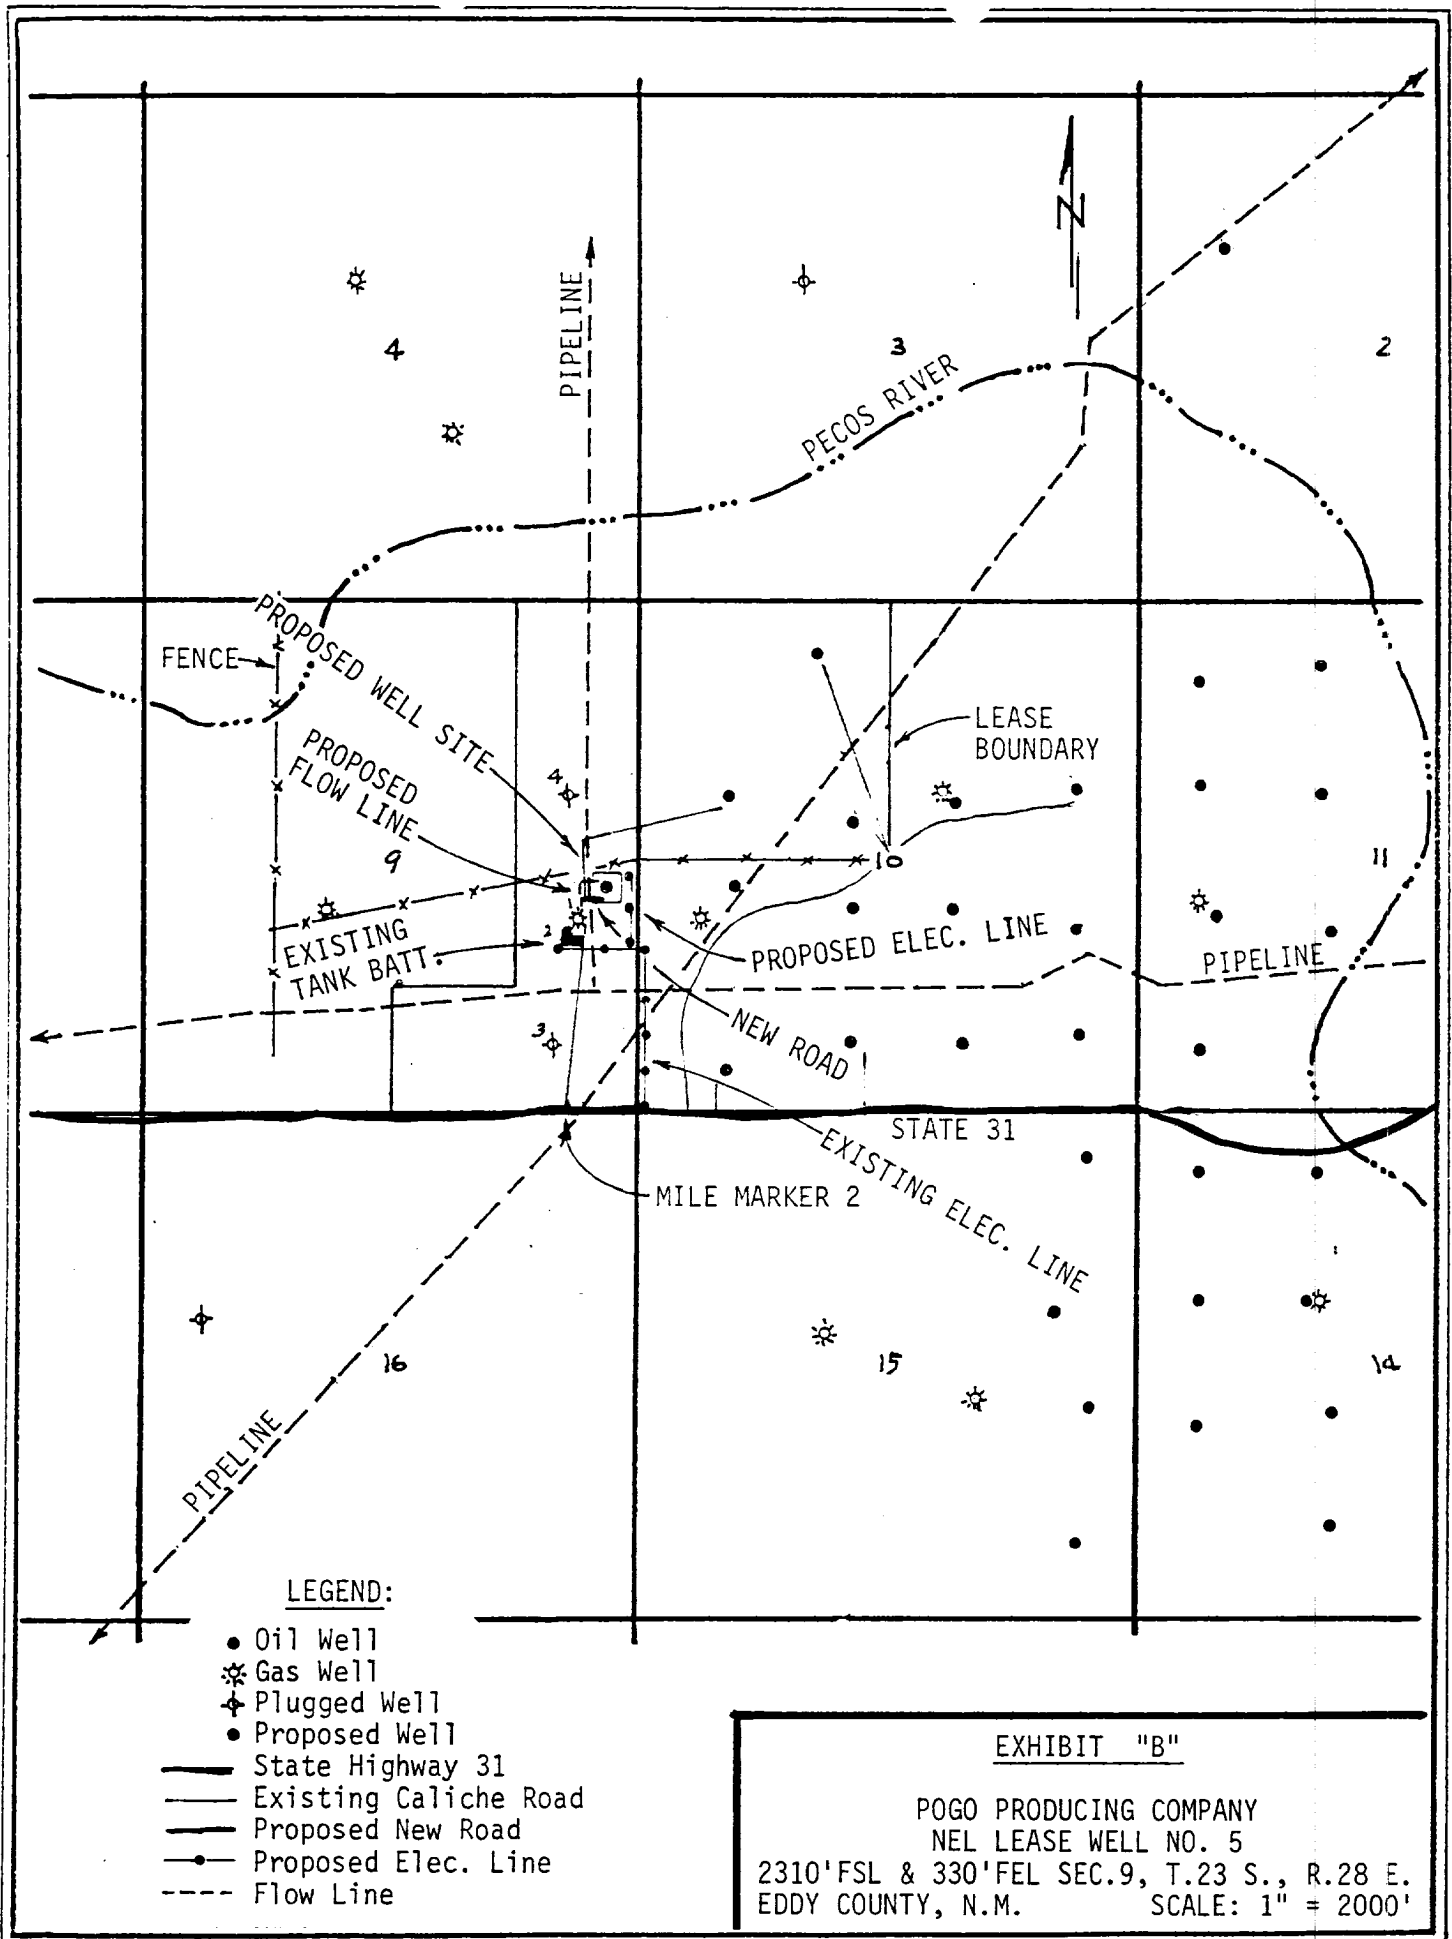 N
PIPELINE
4
3
2
PECOS RIVER
PROPOSED WELL SITE
FENCE
LEASE
BOUNDARY
PROPOSED
FLOW LINE
4
9
10
11
EXISTING
TANK BATT.
2
PROPOSED ELEC. LINE
PIPELINE
3
NEW ROAD
STATE 31
EXISTING ELEC. LINE
MILE MARKER 2
16
15
14
PIPELINE
LEGEND:
Oil Well
Gas Well
Plugged Well
Proposed Well
State Highway 31
Existing Caliche Road
Proposed New Road
Proposed Elec. Line
Flow Line
EXHIBIT "B"
POGO PRODUCING COMPANY
NEL LEASE WELL NO. 5
2310'FSL & 330'FEL SEC.9, T.23 S., R.28 E.
EDDY COUNTY, N.M. SCALE: 1" = 2000'